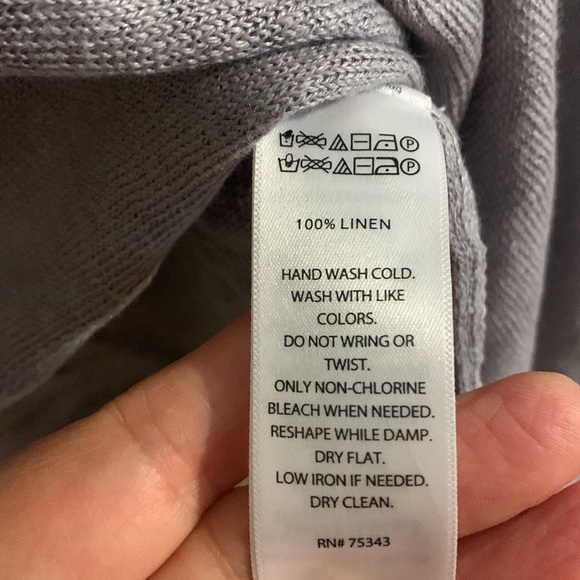 100% LINEN
HAND WASH COLD.
WASH WITH LIKE
COLORS.
DO NOT WRING OR
TWIST.
ONLY NON-CHLORINE
BLEACH WHEN NEEDED.
RESHAPE WHILE DAMP.
DRY FLAT.
LOW IRON IF NEEDED.
DRY CLEAN.
RN# 75343